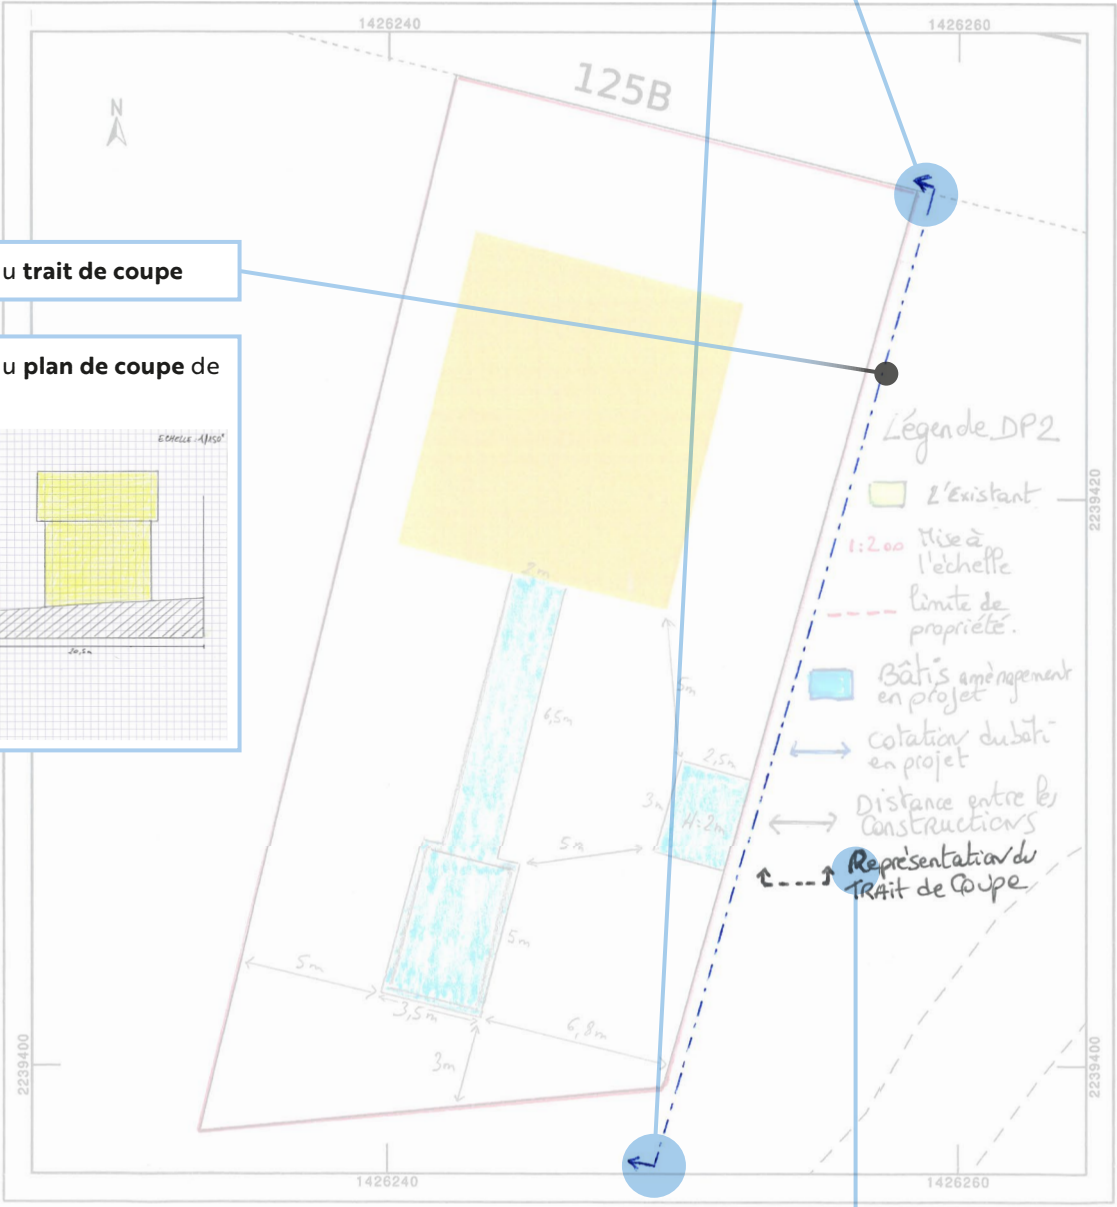 1426240
1426260
125B
N
u trait de coupe
u plan de coupe de
ECHELLE: 1/150°
20,5m
Légende DP2
L'Existant
2239420
1:200 Mise à
l'échelle
limite de
propriété.
Bâtis aménagement
en projet
cotation du bâti
en projet
Distance entre les
Constructions
Représentation du
TRAit de Coupe
2m
5m
6,5m
2,5m
3m
H:2m
5m
5m
5m
3,5m
6,8m
3m
2239400
2239400
1426240
1426260